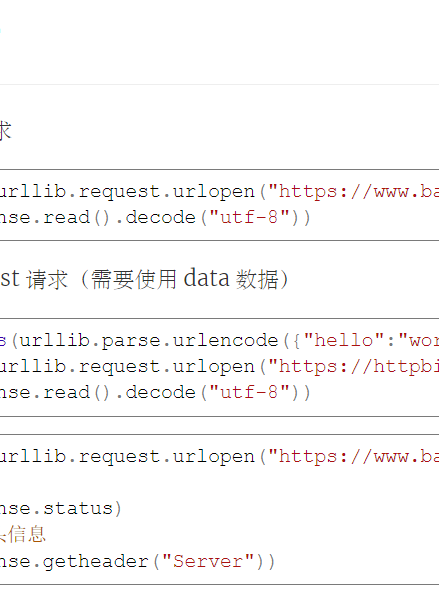 求
urllib.request.urlopen("https://www.ba
nse.read().decode("utf-8"))
st 请求（需要使用 data 数据）
s(urllib.parse.urlencode({"hello":"wor
urllib.request.urlopen("https://httpbi
nse.read().decode("utf-8"))
urllib.request.urlopen("https://www.ba
nse.status)
头信息
nse.getheader("Server"))